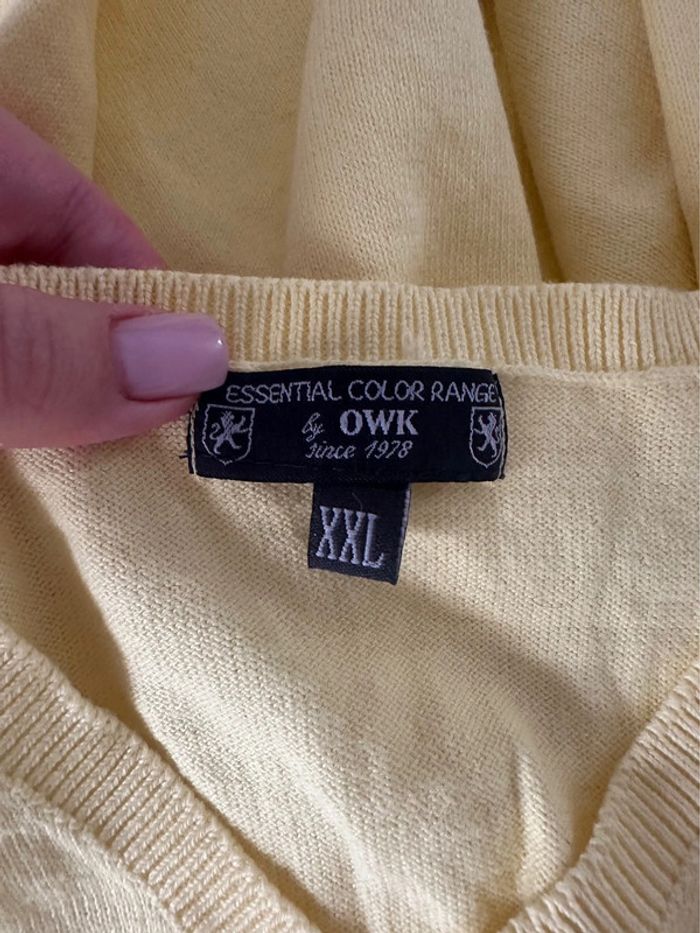 ESSENTIAL COLOR RANGE
by OWK
since 1978
XXL